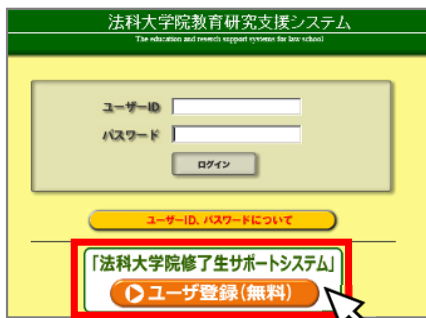 法科大学院教育研究支援システム
The education and reserch support systems for law school
ユーザーID
パスワード
ログイン
ユーザーID、パスワードについて
「法科大学院修了生サポートシステム」
ユーザ登録(無料)